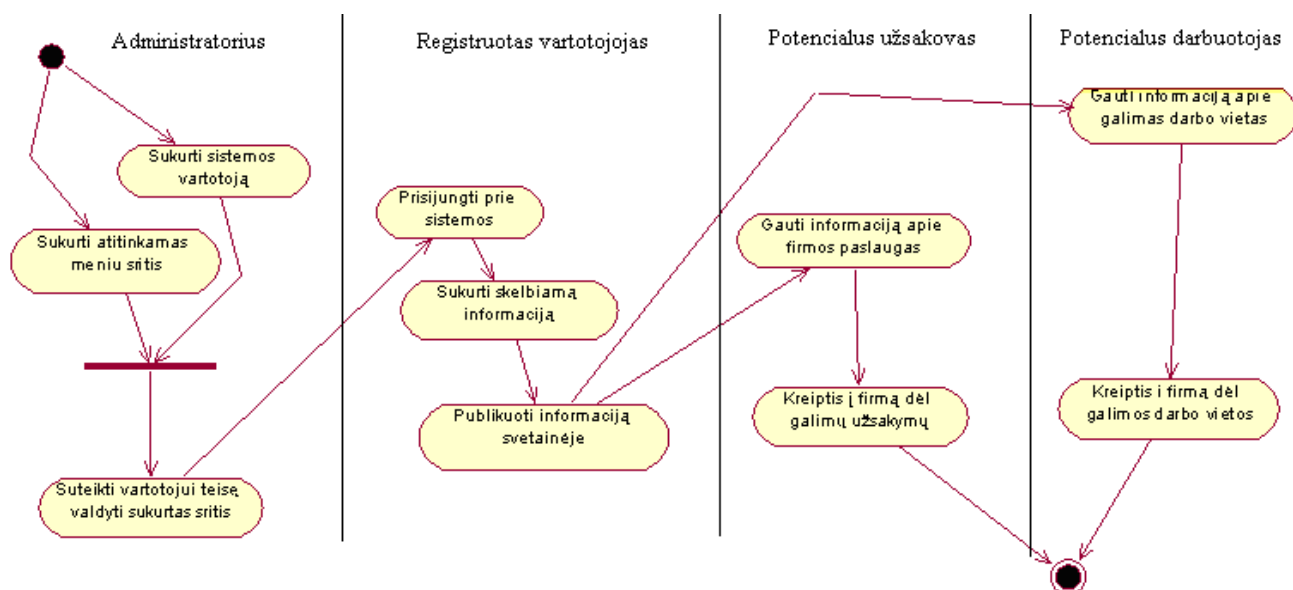 Administratorius
Registruotas vartotojojas
Potencialus užsakovas
Potencialus darbuotojas
Sukurti sistemos
vartotoją
Sukurti atitinkamas
meniu sritis
Suteikti vartotojui teisę
valdyti sukurtas sritis
Prisijungti prie
sistemos
Sukurti skelbiamą
informaciją
Publikuoti informaciją
svetainėje
Gauti informaciją apie
firmos paslaugas
Kreiptis į firmą dėl
galimų užsakymų
Gauti informaciją apie
galimas darbo vietas
Kreiptis i firmą dėl
galimos darbo vietos